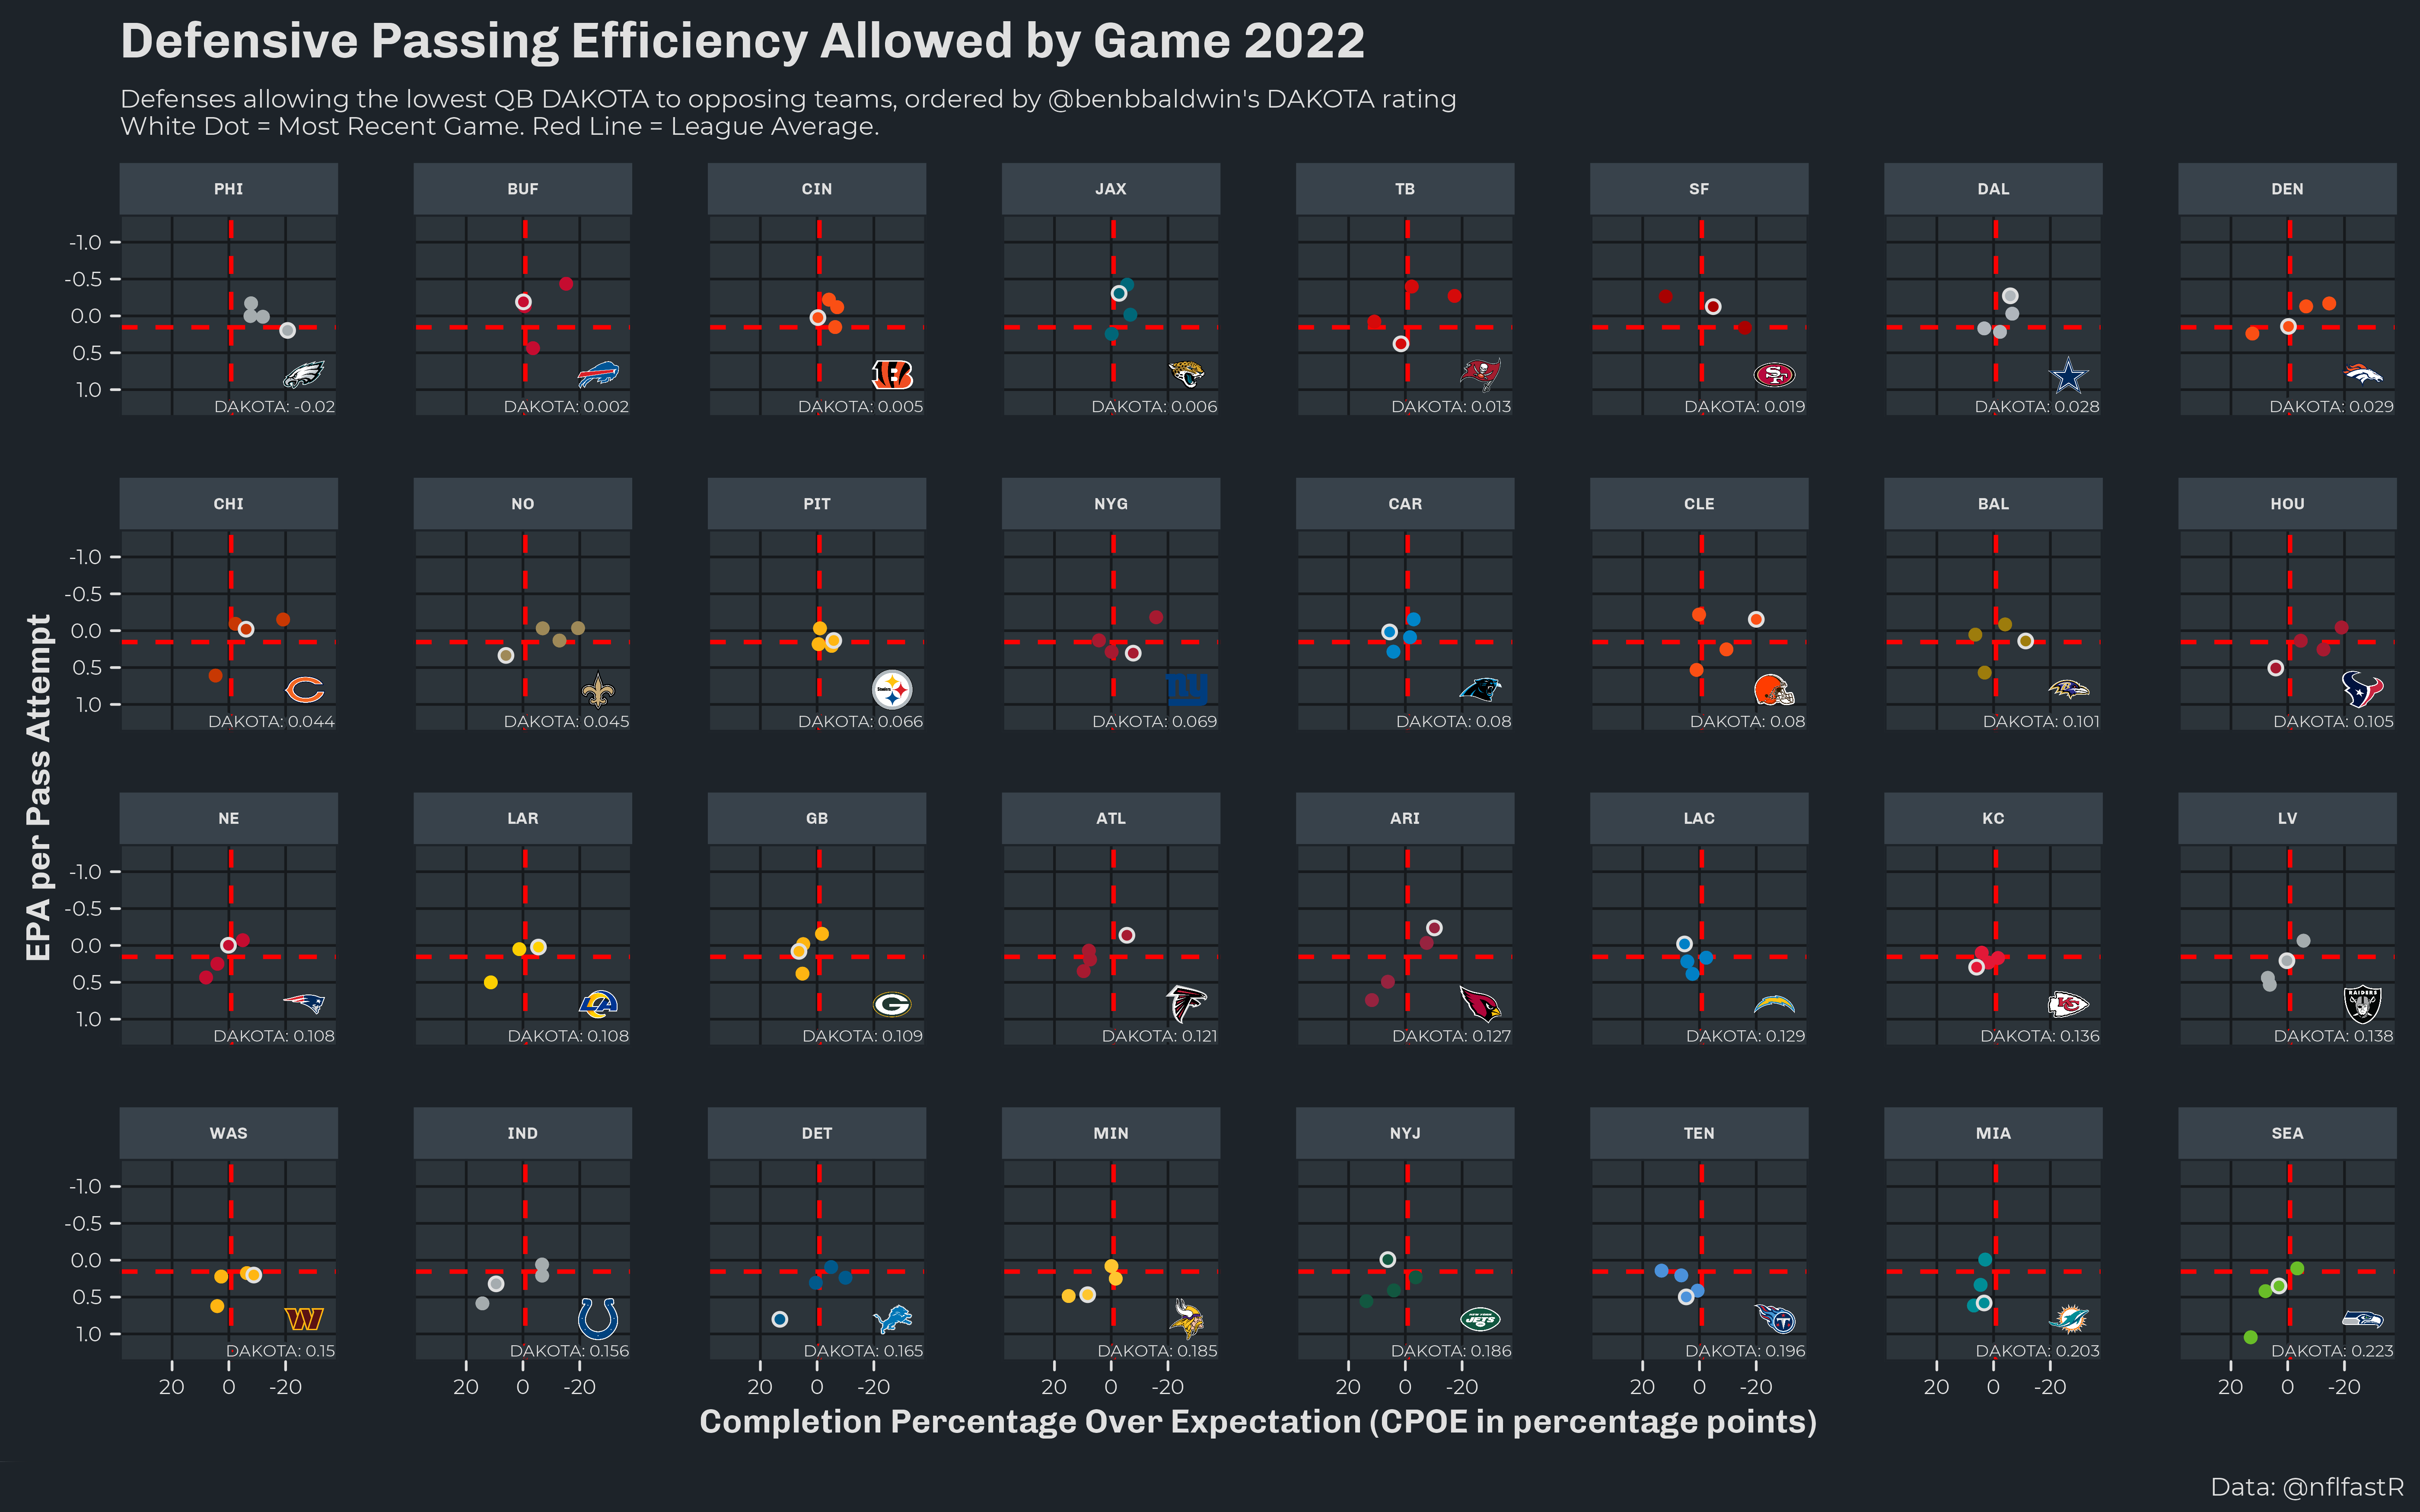 Defensive Passing Efficiency Allowed by Game 2022
Defenses allowing the lowest QB DAKOTA to opposing teams, ordered by @benbbaldwin's DAKOTA rating
White Dot = Most Recent Game. Red Line = League Average.
PHI BUF CIN JAX TB SF DAL DEN
-1.0
-0.5
0.0
0.5
1.0
DAKOTA: -0.02 DAKOTA: 0.002 DAKOTA: 0.005 DAKOTA: 0.006 DAKOTA: 0.013 DAKOTA: 0.019 DAKOTA: 0.028 DAKOTA: 0.029
CHI NO PIT NYG CAR CLE BAL HOU
-1.0
-0.5
0.0
0.5
1.0
Steelers
ny
DAKOTA: 0.044 DAKOTA: 0.045 DAKOTA: 0.066 DAKOTA: 0.069 DAKOTA: 0.08 DAKOTA: 0.08 DAKOTA: 0.101 DAKOTA: 0.105
EPA per Pass Attempt
NE LAR GB ATL ARI LAC KC LV
-1.0
-0.5
0.0
0.5
1.0
G
KC
RAIDERS
DAKOTA: 0.108 DAKOTA: 0.108 DAKOTA: 0.109 DAKOTA: 0.121 DAKOTA: 0.127 DAKOTA: 0.129 DAKOTA: 0.136 DAKOTA: 0.138
WAS IND DET MIN NYJ TEN MIA SEA
-1.0
-0.5
0.0
0.5
1.0
W
NEW YORK
JETS
T
DAKOTA: 0.15 DAKOTA: 0.156 DAKOTA: 0.165 DAKOTA: 0.185 DAKOTA: 0.186 DAKOTA: 0.196 DAKOTA: 0.203 DAKOTA: 0.223
20 0 -20 20 0 -20 20 0 -20 20 0 -20 20 0 -20 20 0 -20 20 0 -20 20 0 -20
Completion Percentage Over Expectation (CPOE in percentage points)
Data: @nflfastR